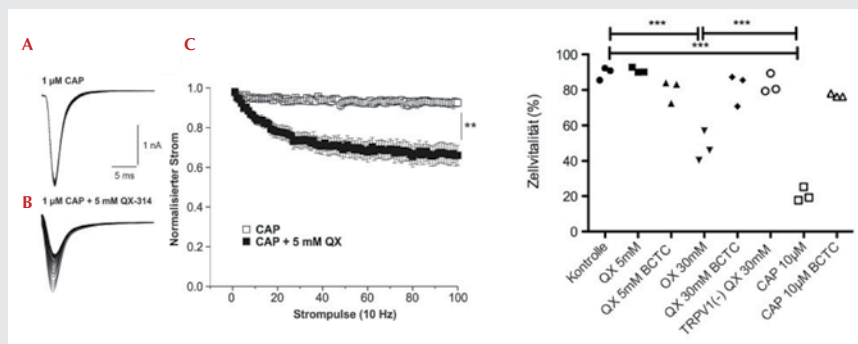 A
1 µM CAP
1 nA
5 ms
B
1 µM CAP + 5 mM QX-314
C
Normalisierter Strom
1.0
0.8
0.6
0.4
0.2
0.0
**
CAP
CAP + 5 mM QX
0
20
40
60
80
100
Strompulse (10 Hz)
***
***
***
Zellvitalität (%)
100
80
60
40
20
0
Kontrolle
QX 5mM
QX 5mM BCTC
QX 30mM
QX 30mM BCTC
TRPV1(-) QX 30mM
CAP 10µM
CAP 10µM BCTC